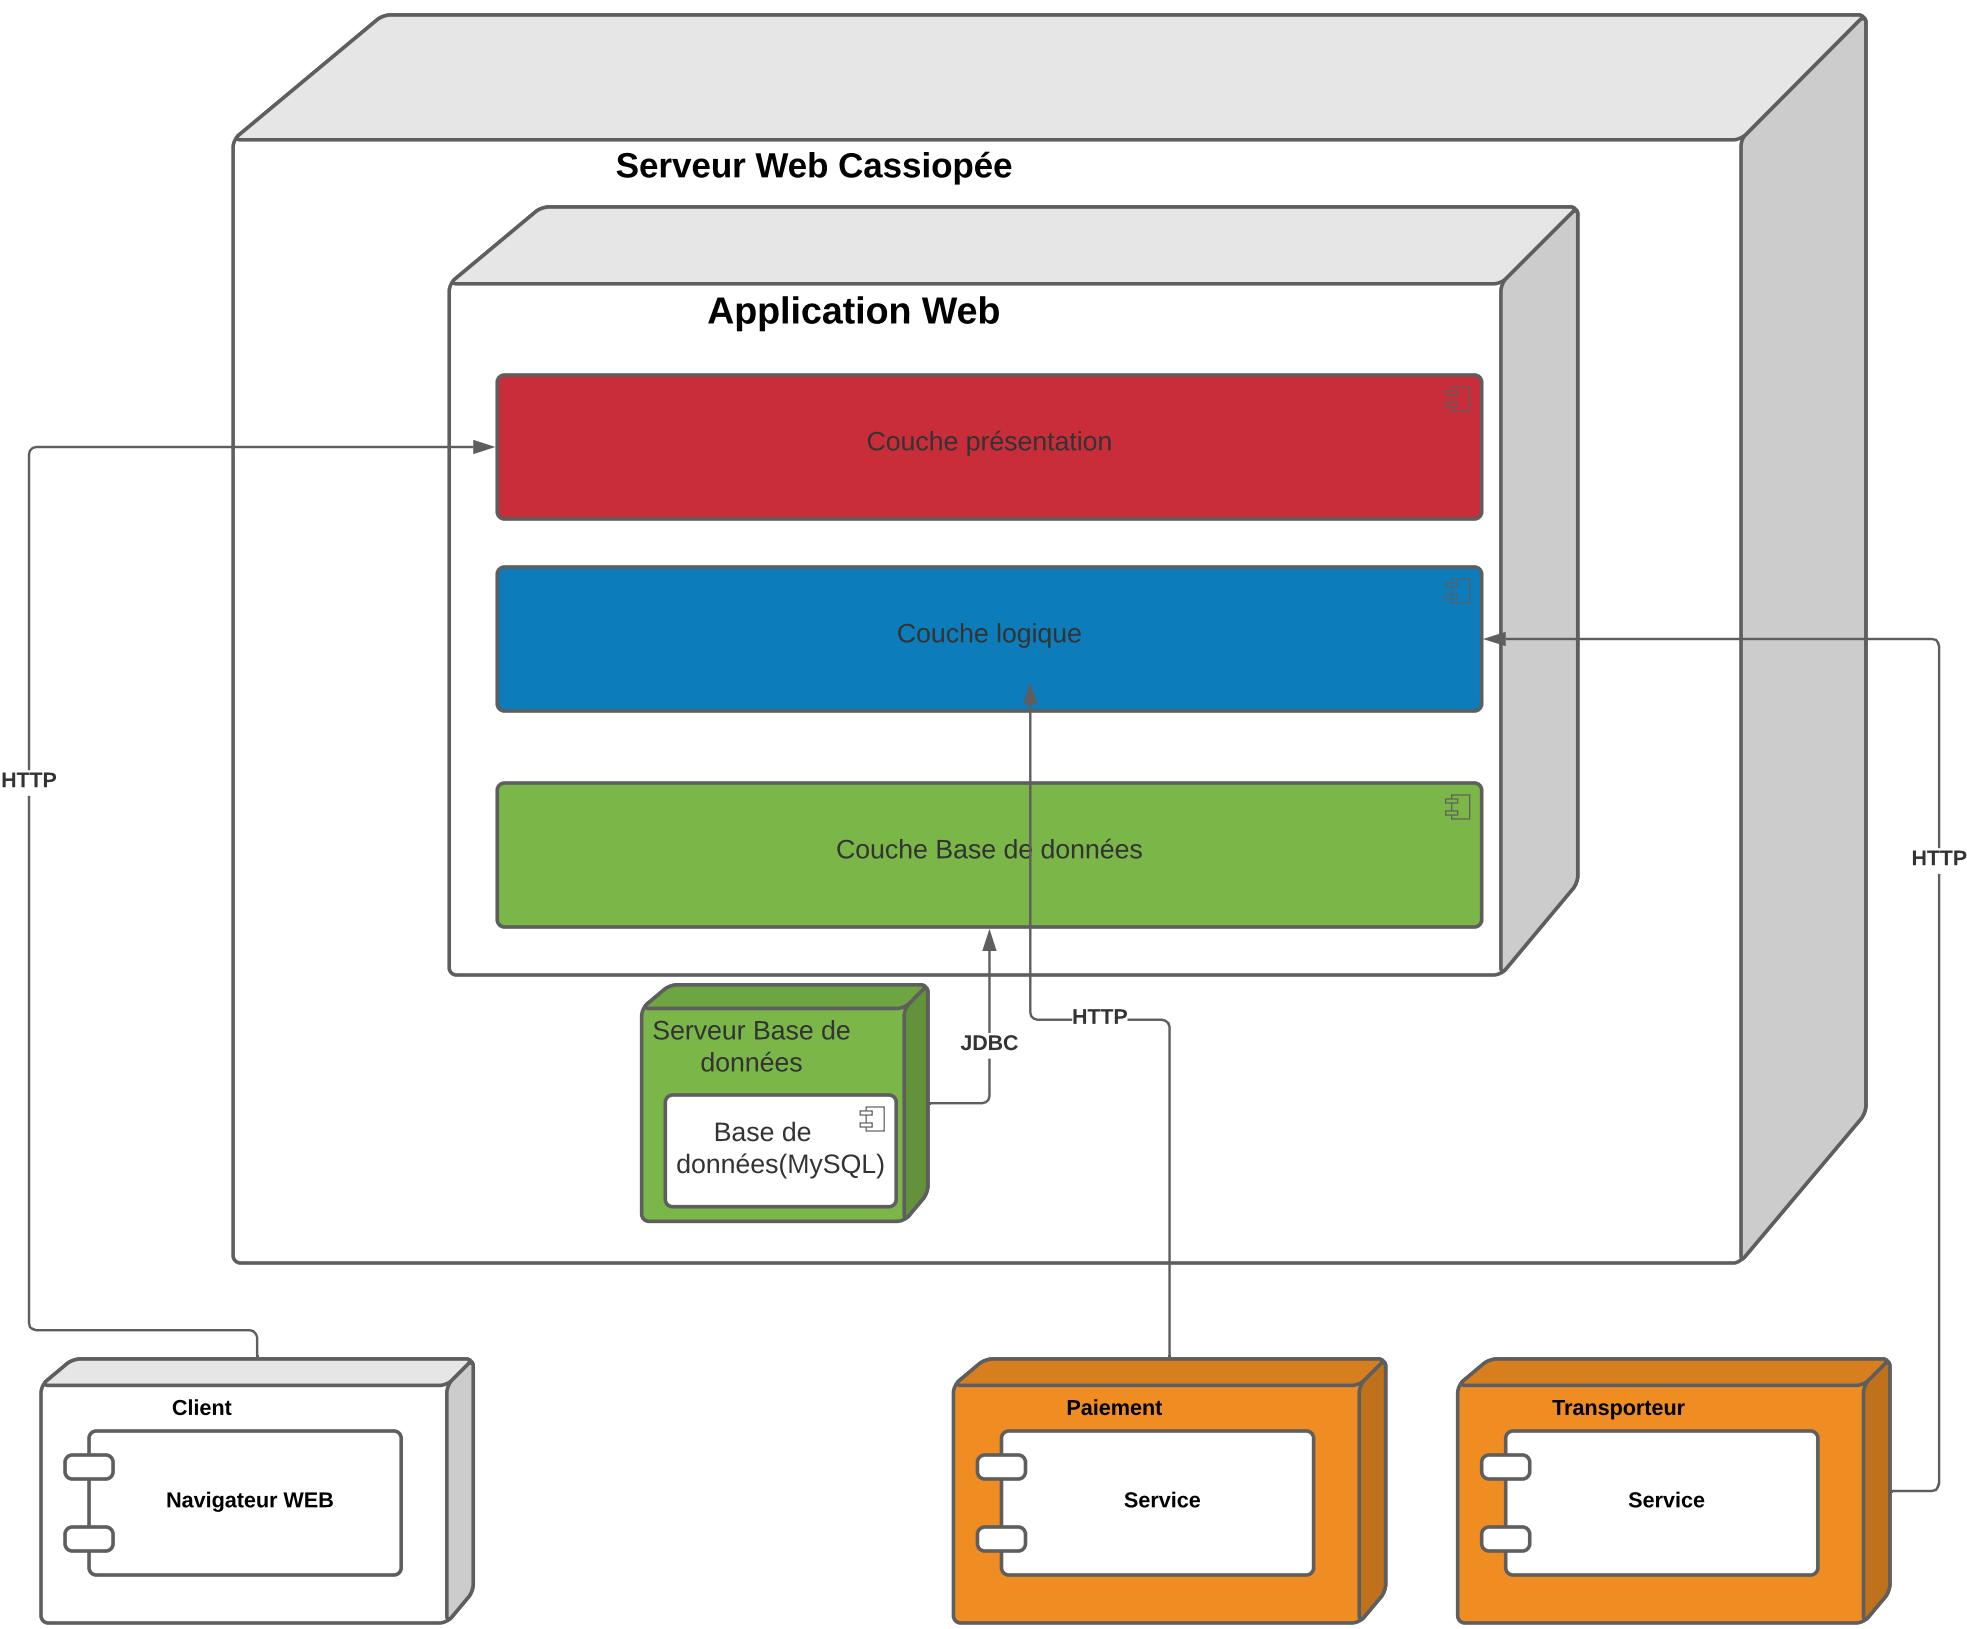 Serveur Web Cassiopée
Application Web
Couche présentation
Couche logique
HTTP
Couche Base de données
HTTP
HTTP
Serveur Base de
données
JDBC
Base de
données(MySQL)
Client
Navigateur WEB
Paiement
Service
Transporteur
Service